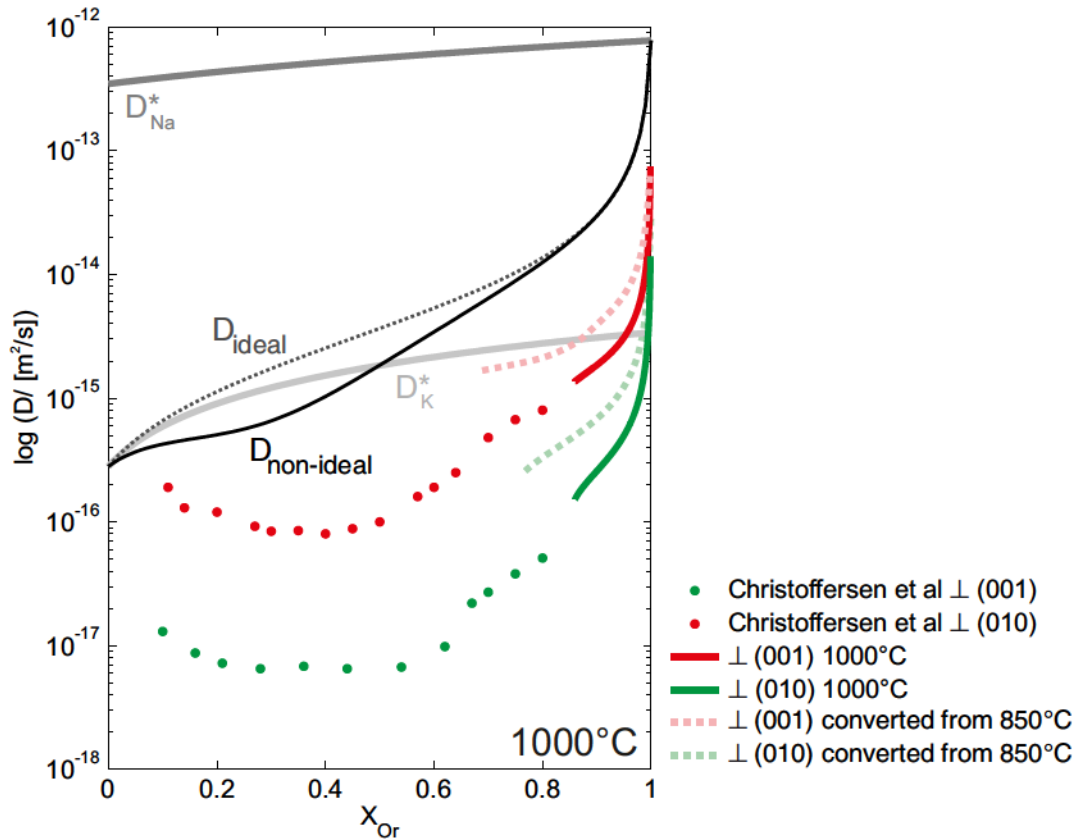 10⁻¹²
10⁻¹³
10⁻¹⁴
10⁻¹⁵
10⁻¹⁶
10⁻¹⁷
10⁻¹⁸
log (D/ [m²/s])
D*Na
Dideal
D*K
Dnon-ideal
1000°C
0 0.2 0.4 0.6 0.8 1
XOr
Christoffersen et al ⊥ (001)
Christoffersen et al ⊥ (010)
⊥ (001) 1000°C
⊥ (010) 1000°C
⊥ (001) converted from 850°C
⊥ (010) converted from 850°C